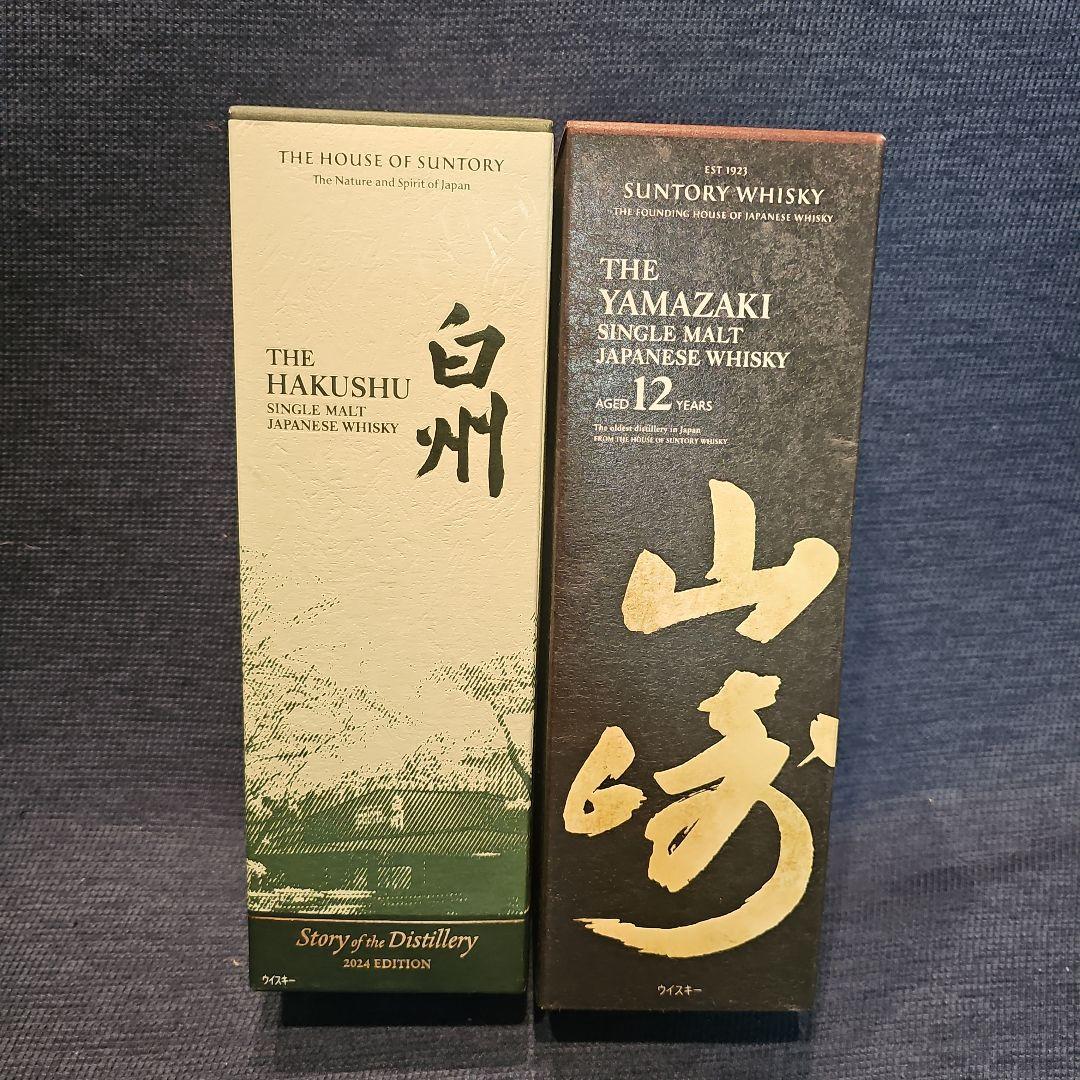 THE HOUSE OF SUNTORY
The Nature and Spirit of Japan
白州
THE
HAKUSHU
SINGLE MALT
JAPANESE WHISKY
Story of the Distillery
2024 EDITION
ウイスキー
EST 1923
SUNTORY WHISKY
THE FOUNDING HOUSE OF JAPANESE WHISKY
THE
YAMAZAKI
SINGLE MALT
JAPANESE WHISKY
AGED 12 YEARS
The oldest distillery in Japan
FROM THE HOUSE OF SUNTORY WHISKY
山崎
ウイスキー